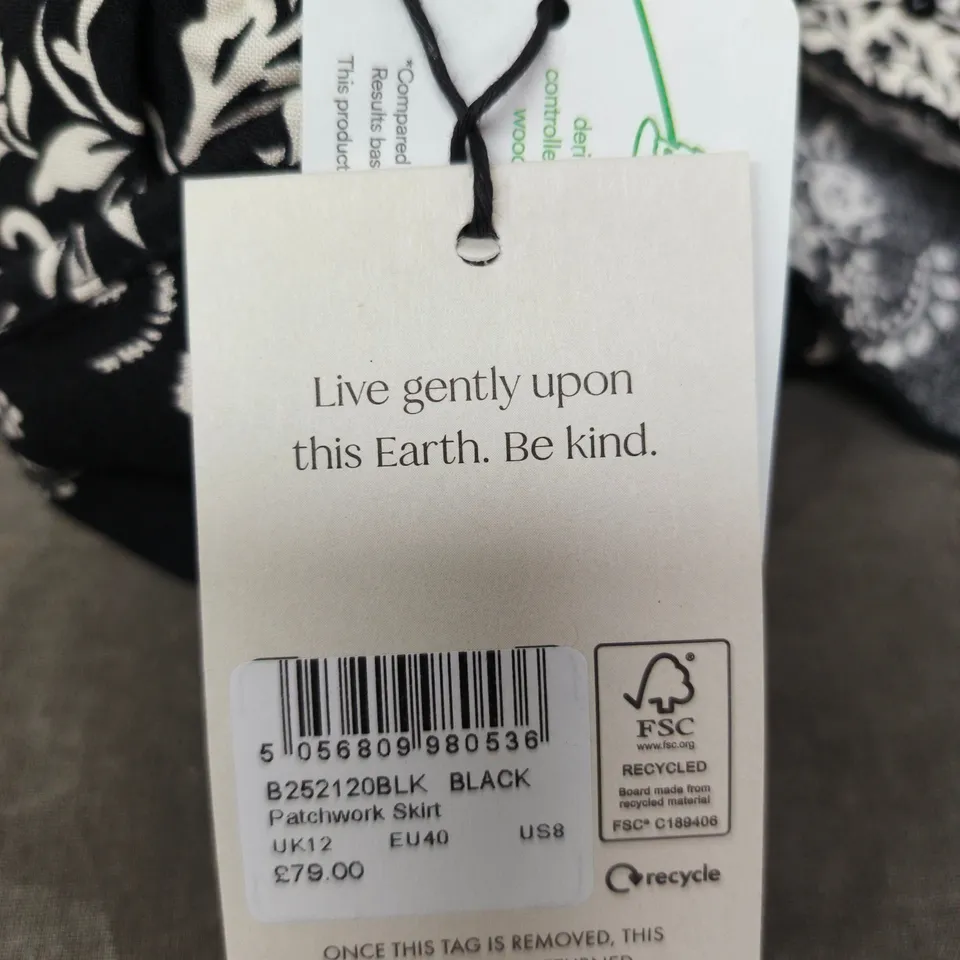 *Compared
Results bas
This product
deri
controlle
wood
Live gently upon
this Earth. Be kind.
5 056809 980536
B252120BLK BLACK
Patchwork Skirt
UK12 EU40 US8
£79.00
FSC®
www.fsc.org
RECYCLED
Board made from
recycled material
FSC® C189406
recycle
ONCE THIS TAG IS REMOVED, THIS